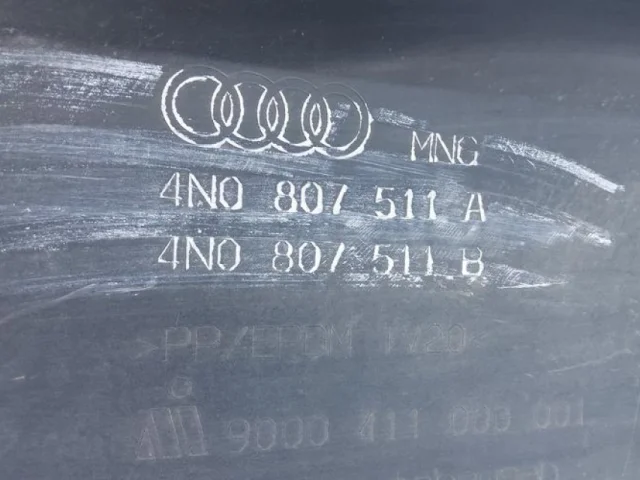 MNG
4N0 807 511 A
4N0 807 511 B
>PP/EPDM TV20<
G
9000 411 000 001